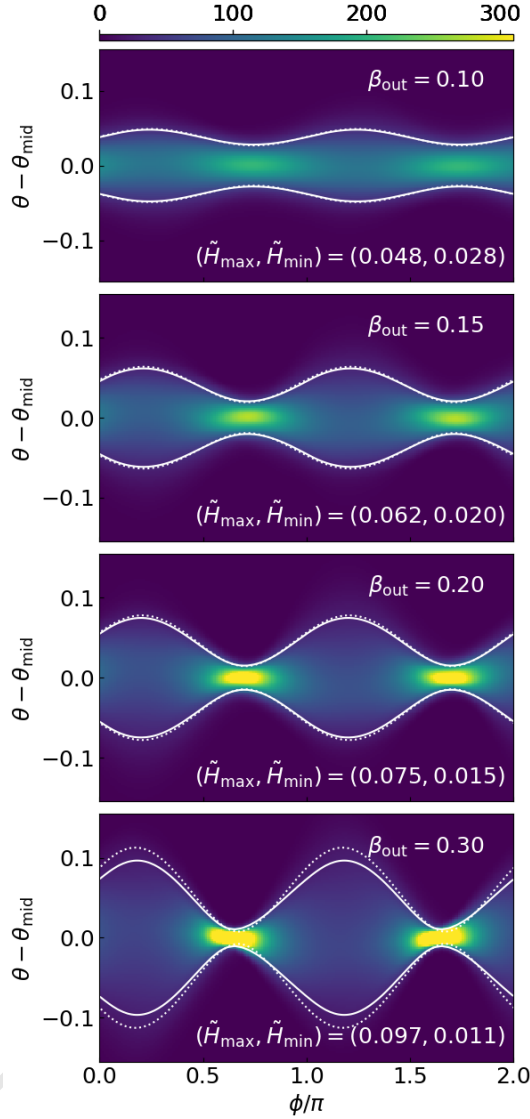 0 100 200 300
0.1
0.0
−0.1
θ − θ_mid
β_out = 0.10
(H̃_max, H̃_min) = (0.048, 0.028)
0.1
0.0
−0.1
θ − θ_mid
β_out = 0.15
(H̃_max, H̃_min) = (0.062, 0.020)
0.1
0.0
−0.1
θ − θ_mid
β_out = 0.20
(H̃_max, H̃_min) = (0.075, 0.015)
0.1
0.0
−0.1
θ − θ_mid
β_out = 0.30
(H̃_max, H̃_min) = (0.097, 0.011)
0.0 0.5 1.0 1.5 2.0
ϕ/π